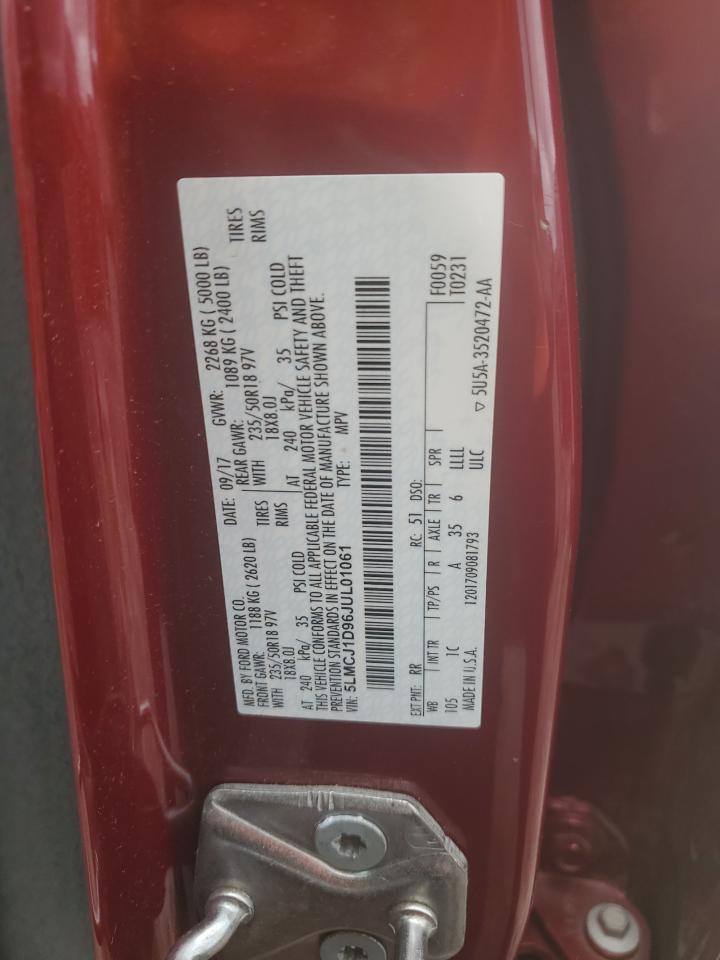 MFD. BY FORD MOTOR CO.
DATE: 09/17 GVWR: 2268 KG ( 5000 LB)
FRONT GAWR: 1188 KG ( 2620 LB) REAR GAWR: 1089 KG ( 2400 LB)
WITH 235/50R18 97V TIRES WITH 235/50R18 97V TIRES
18X8.0J RIMS 18X8.0J RIMS
AT 240 kPa/ 35 PSI COLD AT 240 kPa/ 35 PSI COLD
THIS VEHICLE CONFORMS TO ALL APPLICABLE FEDERAL MOTOR VEHICLE SAFETY AND THEFT
PREVENTION STANDARDS IN EFFECT ON THE DATE OF MANUFACTURE SHOWN ABOVE.
VIN: 5LMCJ1D96JUL01061 TYPE: MPV
EXT PNT: RR RC: 51 DSO: F0059
WB INT TR TP/PS R AXLE TR SPR T0231
105 1C A 35 6 LLLL
MADE IN U.S.A. 1201709081793 ULC ▽ 5U5A-3520472-AA